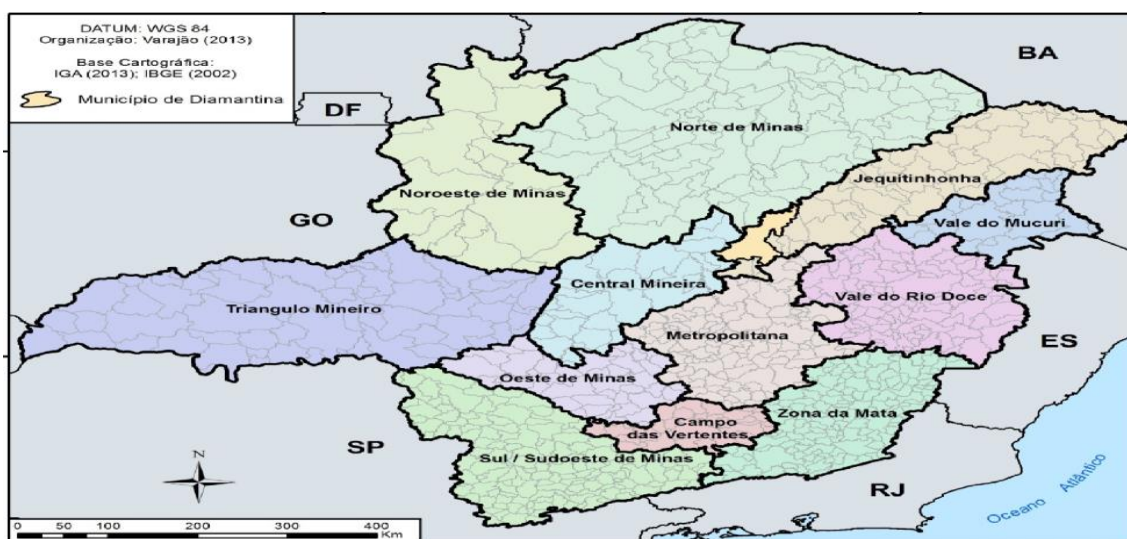 DATUM: WGS 84
Organização: Varajão (2013)
Base Cartográfica:
IGA (2013); IBGE (2002)
Município de Diamantina
BA
DF
Norte de Minas
Jequitinhonha
Noroeste de Minas
GO
Vale do Mucuri
Central Mineira
Vale do Rio Doce
Triangulo Mineiro
Metropolitana
ES
Oeste de Minas
Zona da Mata
Campo
das Vertentes
SP
Sul / Sudoeste de Minas
N
RJ
Oceano Atlântico
0 50 100 200 300 400
Km